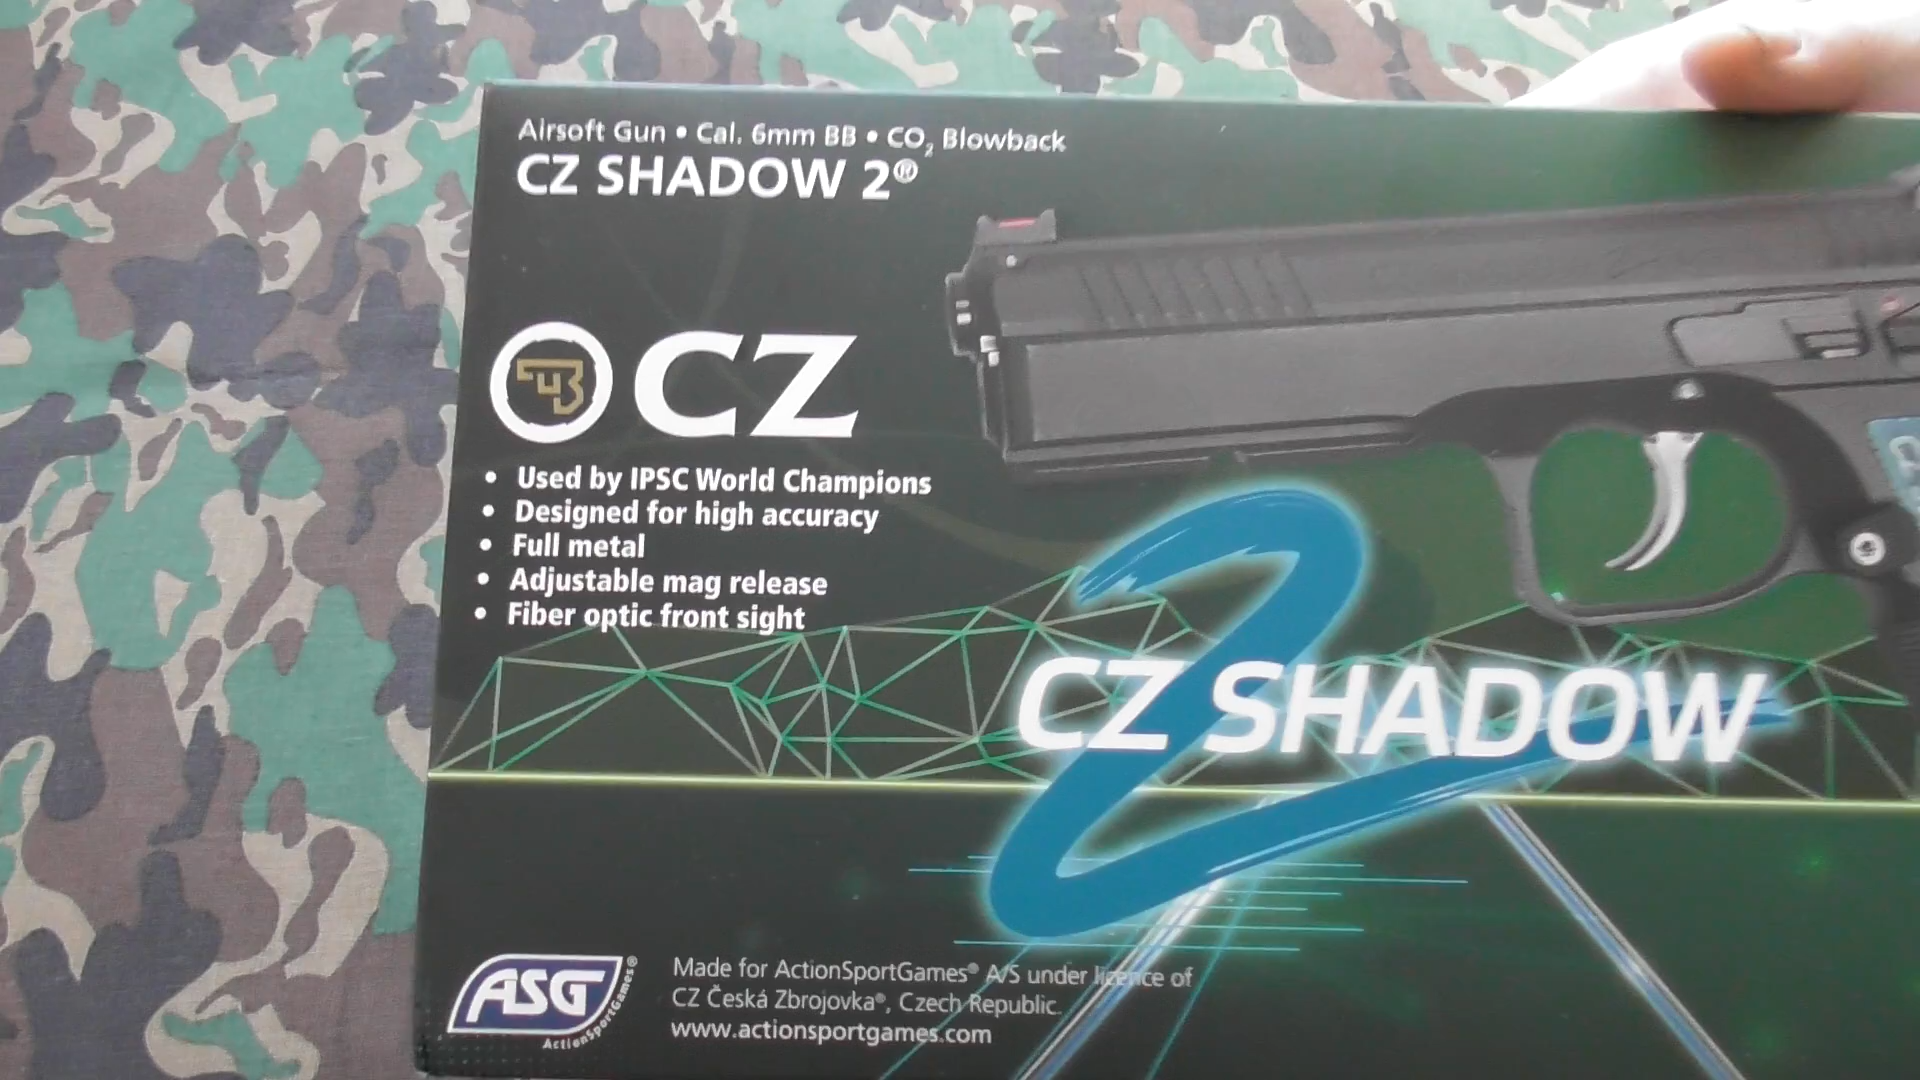 Airsoft Gun • Cal. 6mm BB • CO₂ Blowback
CZ SHADOW 2®
CZ
• Used by IPSC World Champions
• Designed for high accuracy
• Full metal
• Adjustable mag release
• Fiber optic front sight
2
CZ SHADOW
ASG
ActionSportGames®
Made for ActionSportGames® A/S under licence of
CZ Česká Zbrojovka®, Czech Republic.
www.actionsportgames.com